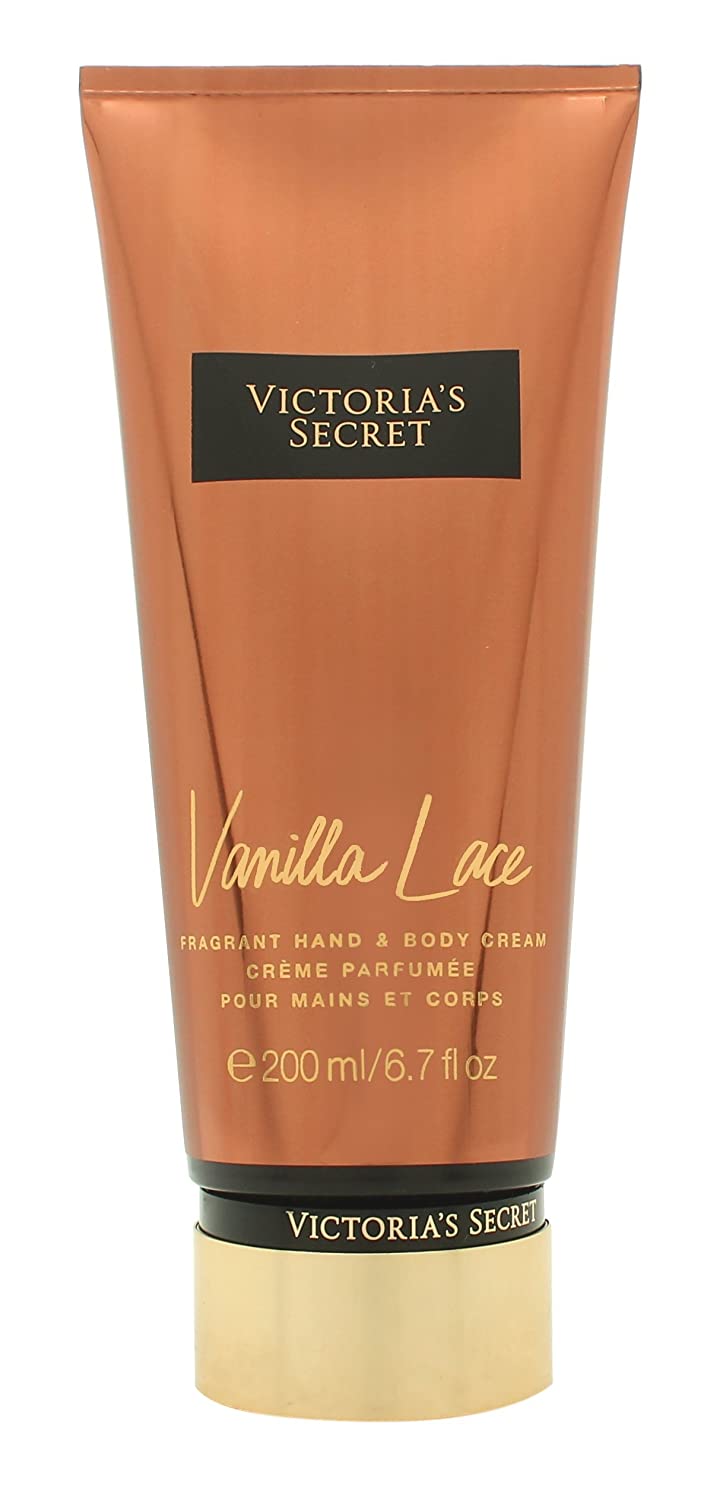 VICTORIA'S
SECRET
Vanilla Lace
FRAGRANT HAND & BODY CREAM
CRÈME PARFUMÉE
POUR MAINS ET CORPS
℮200 ml/6.7 fl oz
VICTORIA'S SECRET